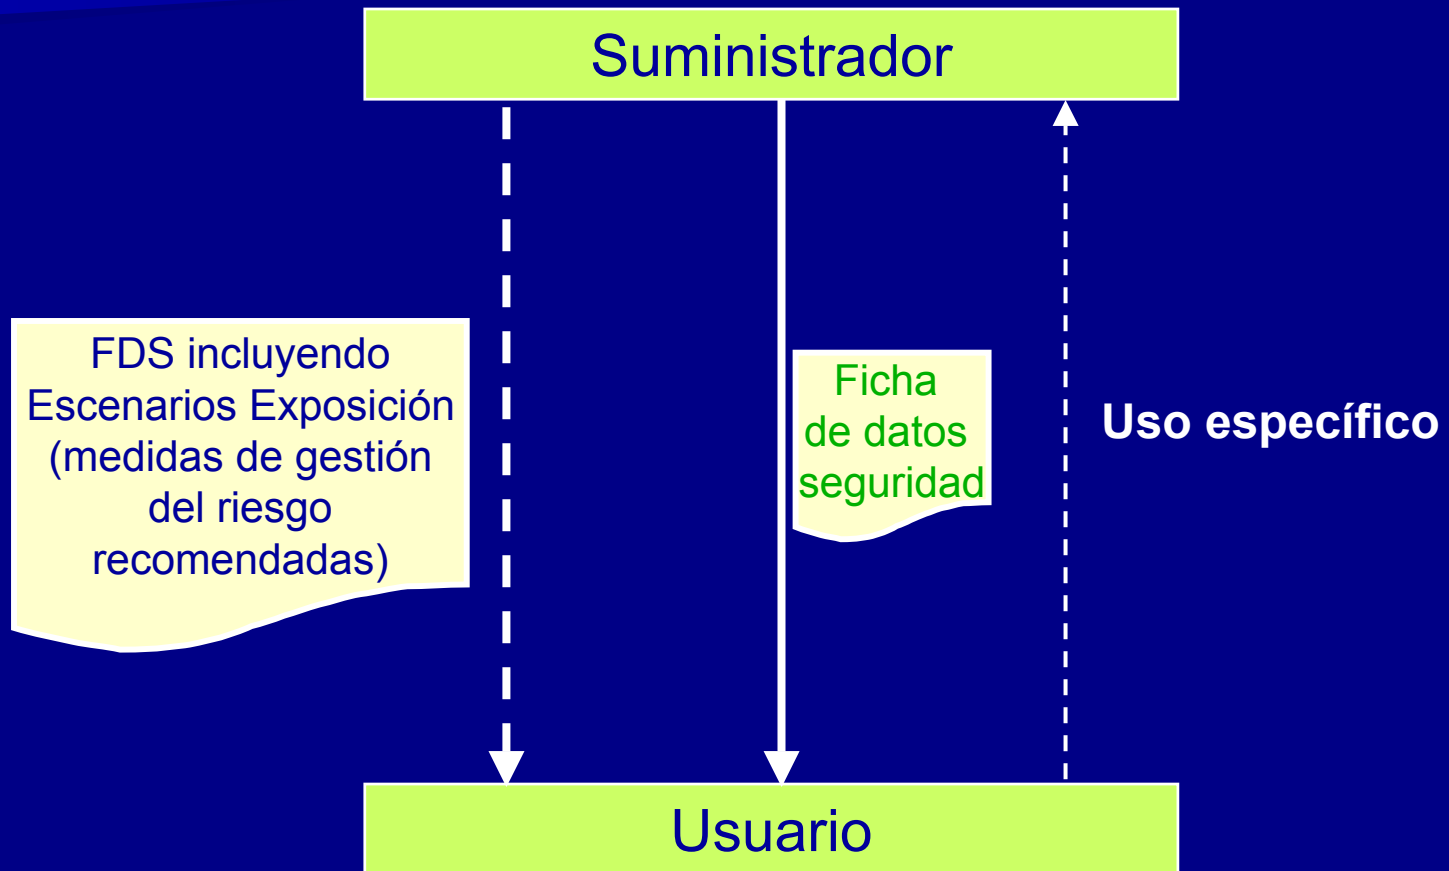 Suministrador
FDS incluyendo
Escenarios Exposición
(medidas de gestión
del riesgo
recomendadas)
Ficha
de datos
seguridad
Uso específico
Usuario